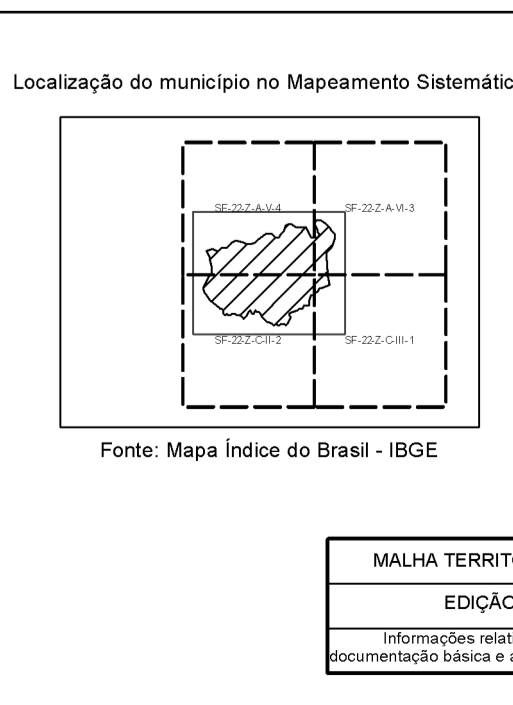 Localização do município no Mapeamento Sistemátic
SF-22-Z-A-V-4
SF-22-Z-A-VI-3
SF-22-Z-C-II-2
SF-22-Z-C-III-1
Fonte: Mapa Índice do Brasil - IBGE
MALHA TERRIT
EDIÇÃO
Informações relati
documentação básica e a